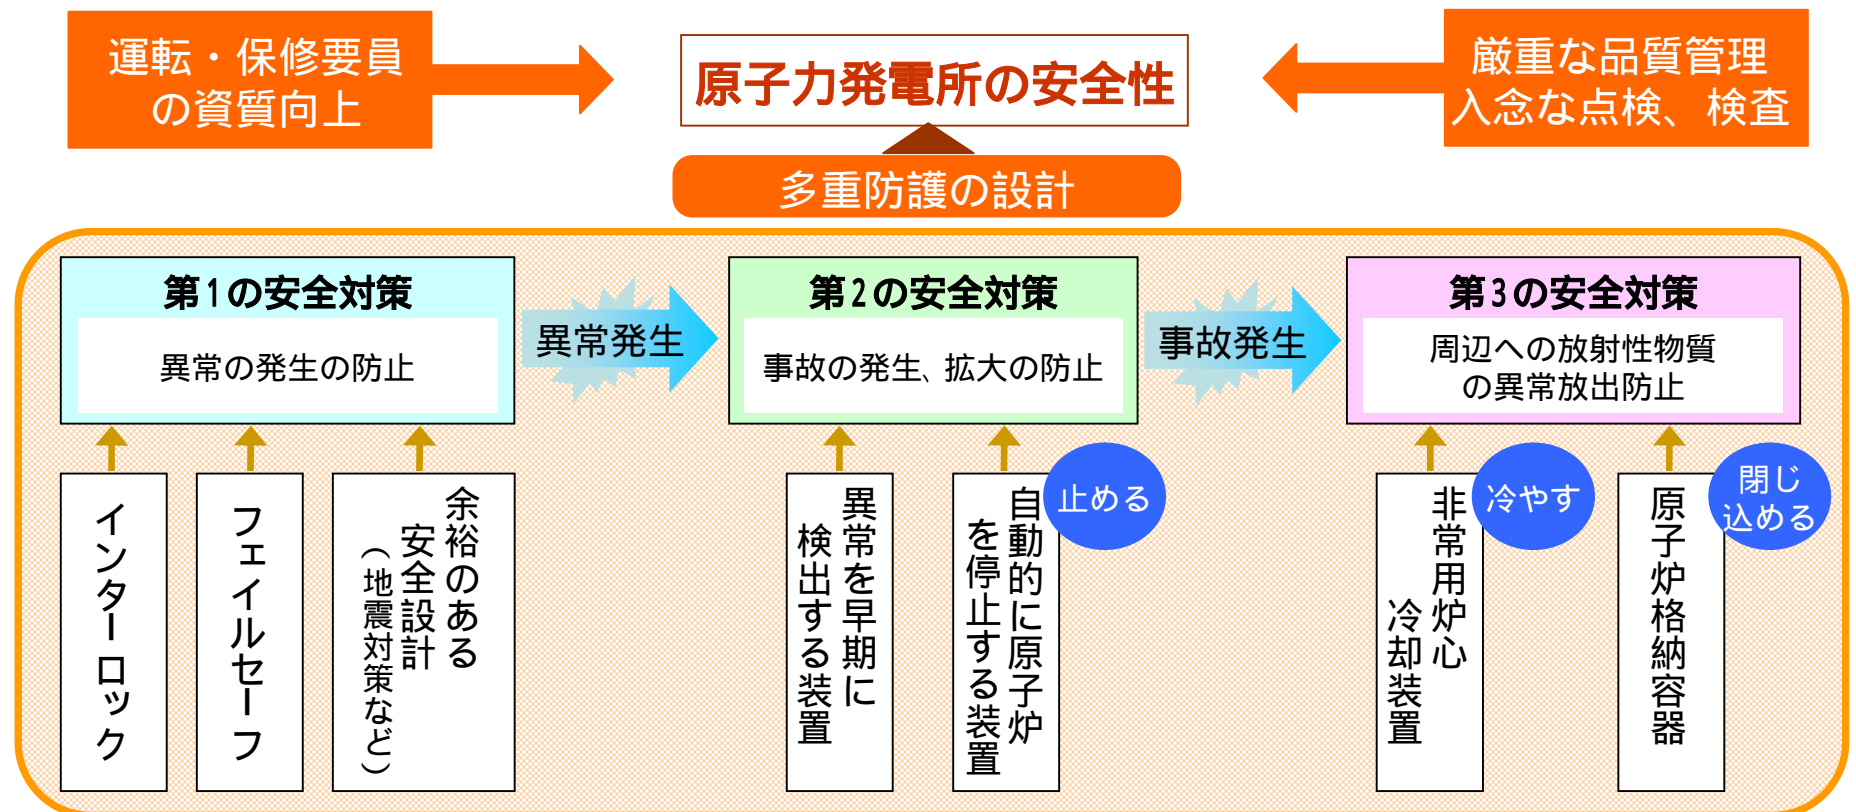 運転・保修要員
の資質向上
原子力発電所の安全性
厳重な品質管理
入念な点検、検査
多重防護の設計
第1の安全対策
異常の発生の防止
異常発生
第2の安全対策
事故の発生、拡大の防止
事故発生
第3の安全対策
周辺への放射性物質
の異常放出防止
インターロック
フェイルセーフ
余裕のある
安全設計
（地震対策など）
異常を早期に
検出する装置
自動的に原子炉
を停止する装置
止める
非常用炉心
冷却装置
冷やす
原子炉格納容器
閉じ
込める